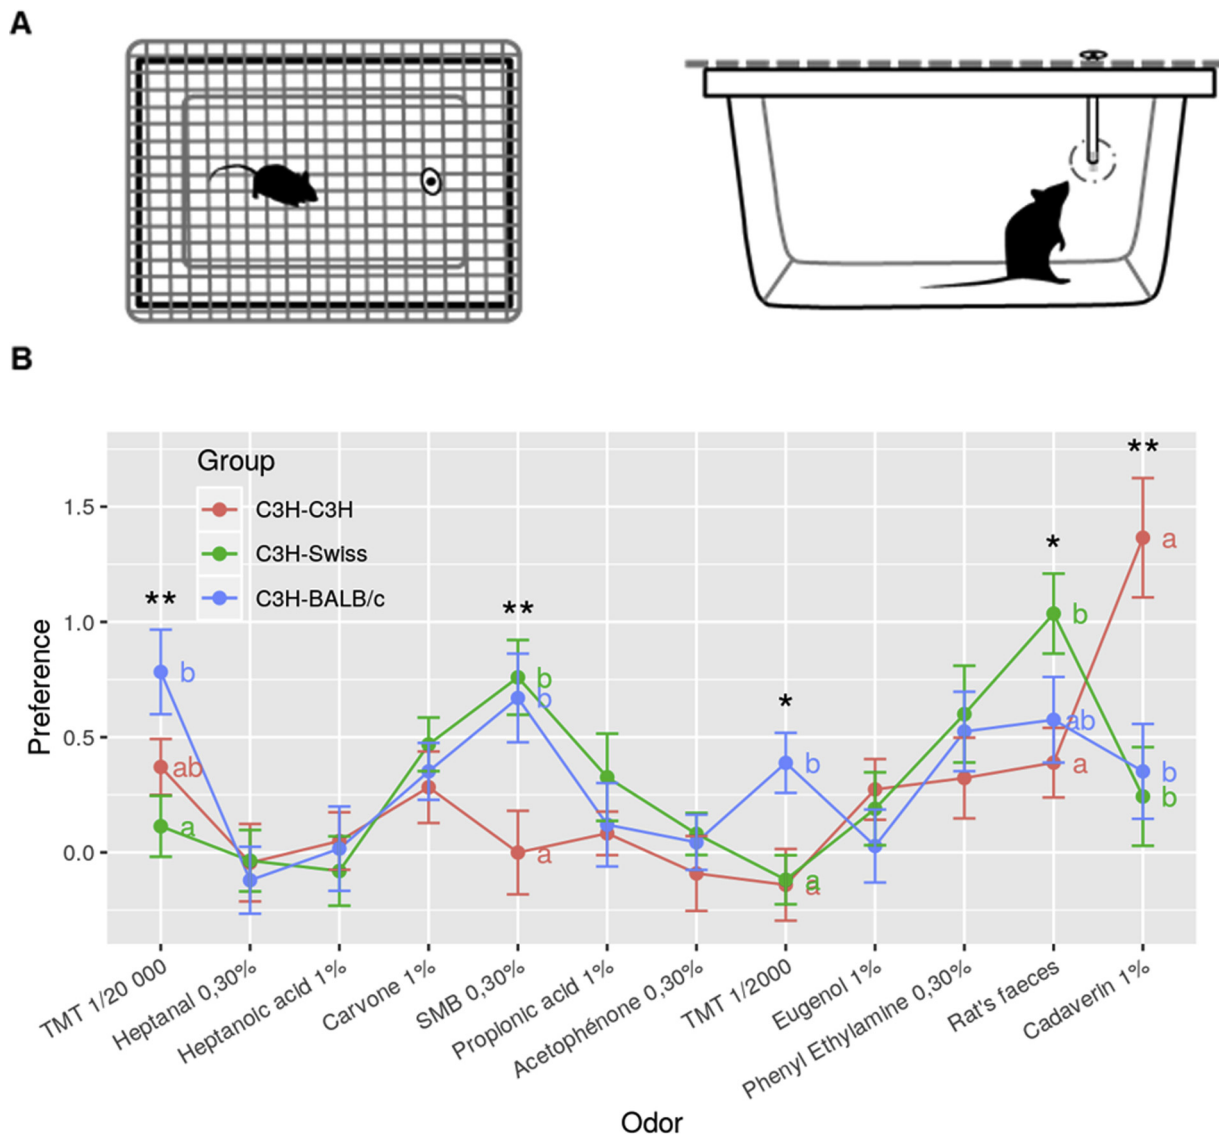 A
B
Group
C3H-C3H
C3H-Swiss
C3H-BALB/c
Preference
1.5
1.0
0.5
0.0
**
**
*
*
**
b
ab
a
b
b
a
b
a
a
b
ab
a
a
b
b
TMT 1/20 000
Heptanal 0,30%
Heptanoic acid 1%
Carvone 1%
SMB 0,30%
Propionic acid 1%
Acetophénone 0,30%
TMT 1/2000
Eugenol 1%
Phenyl Ethylamine 0,30%
Rat's faeces
Cadaverin 1%
Odor